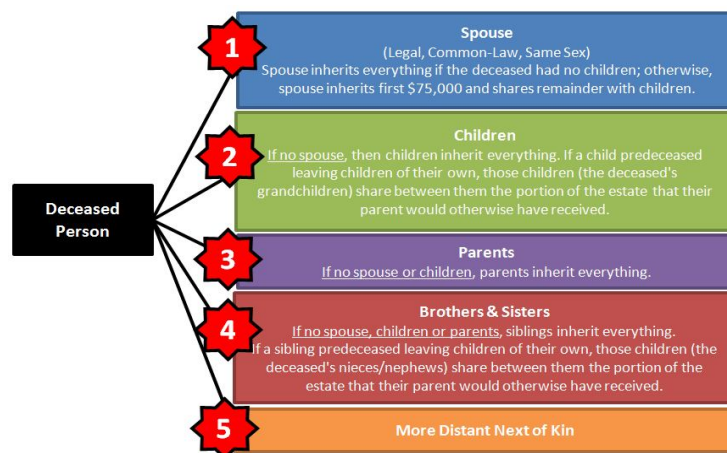 1
Spouse
(Legal, Common-Law, Same Sex)
Spouse inherits everything if the deceased had no children; otherwise,
spouse inherits first $75,000 and shares remainder with children.
2
Children
If no spouse, then children inherit everything. If a child predeceased
leaving children of their own, those children (the deceased's
grandchildren) share between them the portion of the estate that their
parent would otherwise have received.
Deceased
Person
3
Parents
If no spouse or children, parents inherit everything.
4
Brothers & Sisters
If no spouse, children or parents, siblings inherit everything.
If a sibling predeceased leaving children of their own, those children (the
deceased's nieces/nephews) share between them the portion of the
estate that their parent would otherwise have received.
5
More Distant Next of Kin